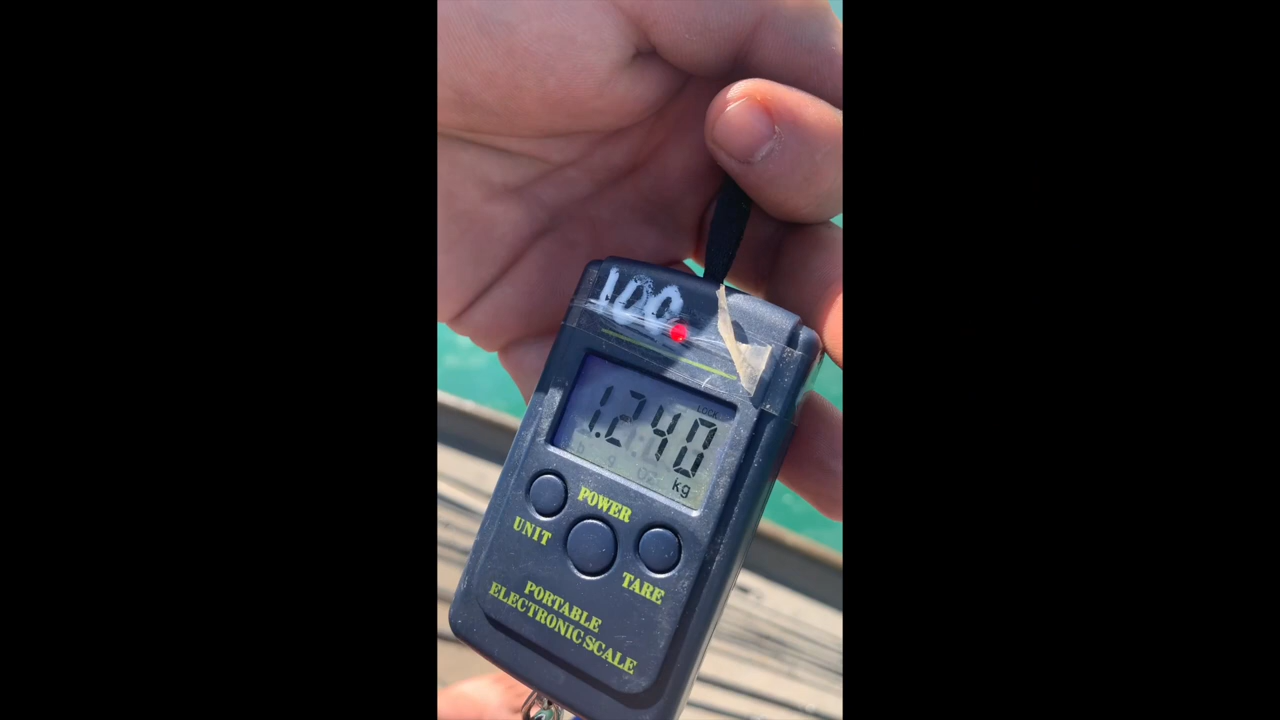 100
LOCK
1.240
kg
POWER
UNIT
TARE
PORTABLE
ELECTRONIC SCALE